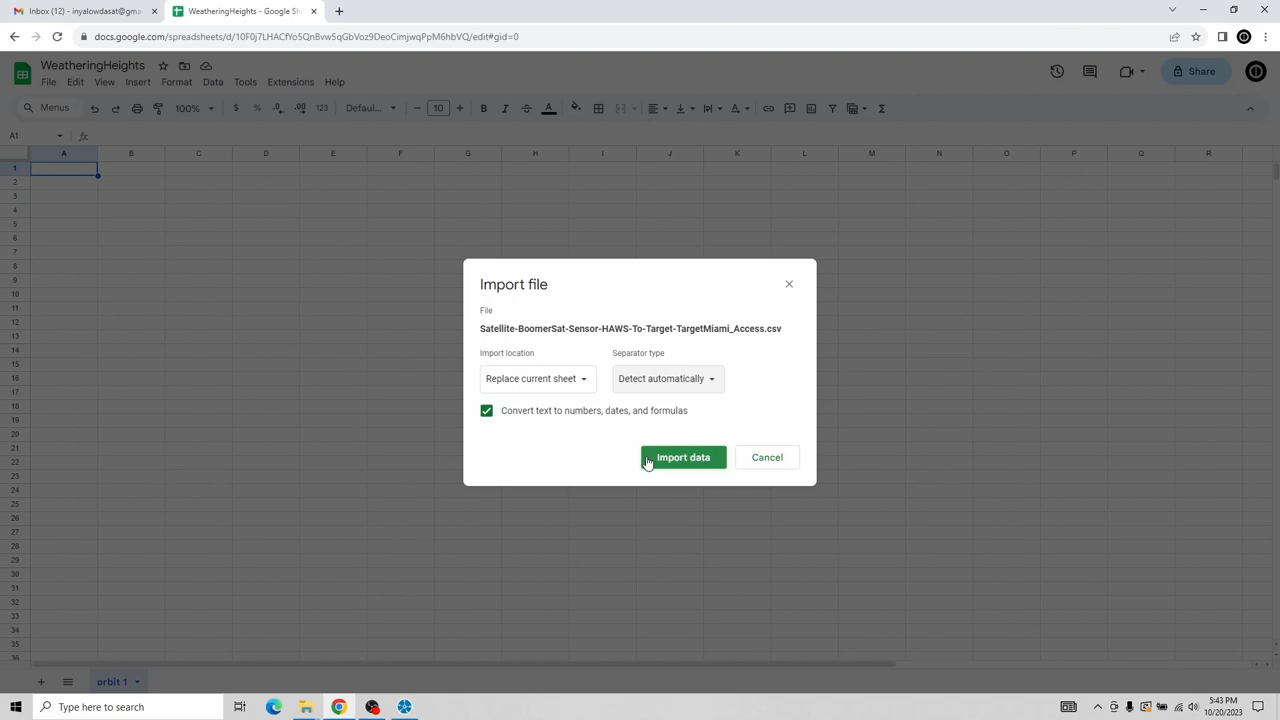 Inbox (12) - inyalowdasat@gma
WeatheringHeights - Google Sh
docs.google.com/spreadsheets/d/10F0j7LHACfYo5QnBvw5qGbVoz9DeoCimjwqPpM6hbVQ/edit#gid=0
WeatheringHeights
File Edit View Insert Format Data Tools Extensions Help
Share
Menus 100% $ % .0 .00 123 Defaul... 10 B I A
A1
A B C D E F G H I J K L M N O P Q R
1
2
3
4
5
6
7
8
9
10
11
12
13
14
15
16
17
18
19
20
21
22
23
24
25
26
27
28
29
30
31
32
33
34
35
36
Import file
File
Satellite-BoomerSat-Sensor-HAWS-To-Target-TargetMiami_Access.csv
Import location Separator type
Replace current sheet Detect automatically
Convert text to numbers, dates, and formulas
Import data Cancel
orbit 1
Type here to search
5:43 PM
10/20/2023